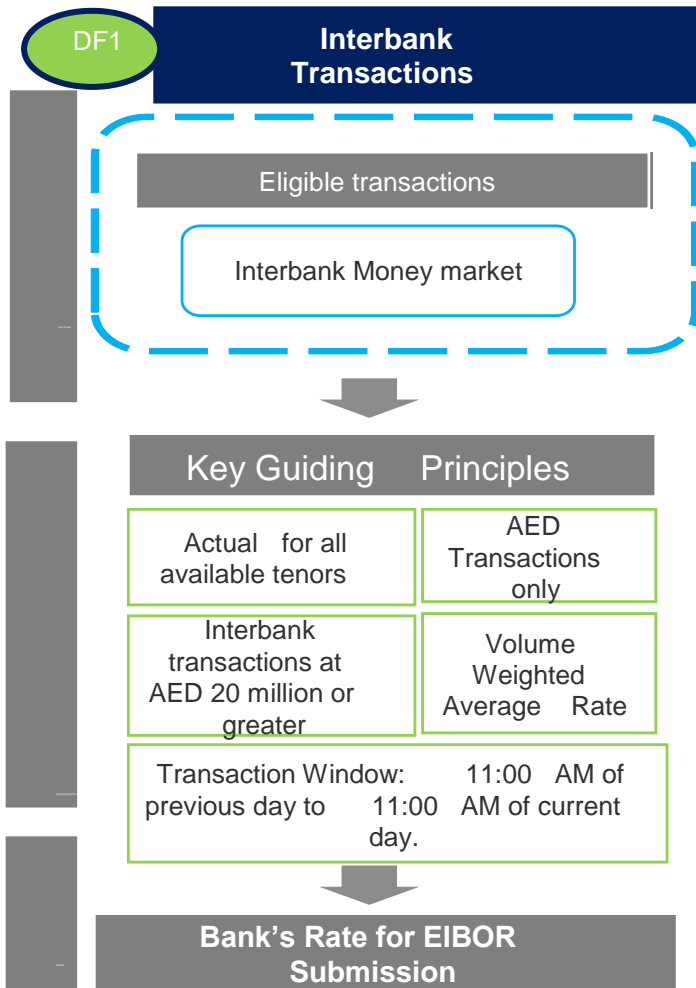 DF1
Interbank
Transactions
Eligible transactions
Interbank Money market
Key Guiding Principles
Actual for all
available tenors
AED
Transactions
only
Interbank
transactions at
AED 20 million or
greater
Volume
Weighted
Average Rate
Transaction Window: 11:00 AM of
previous day to 11:00 AM of current
day.
Bank's Rate for EIBOR
Submission